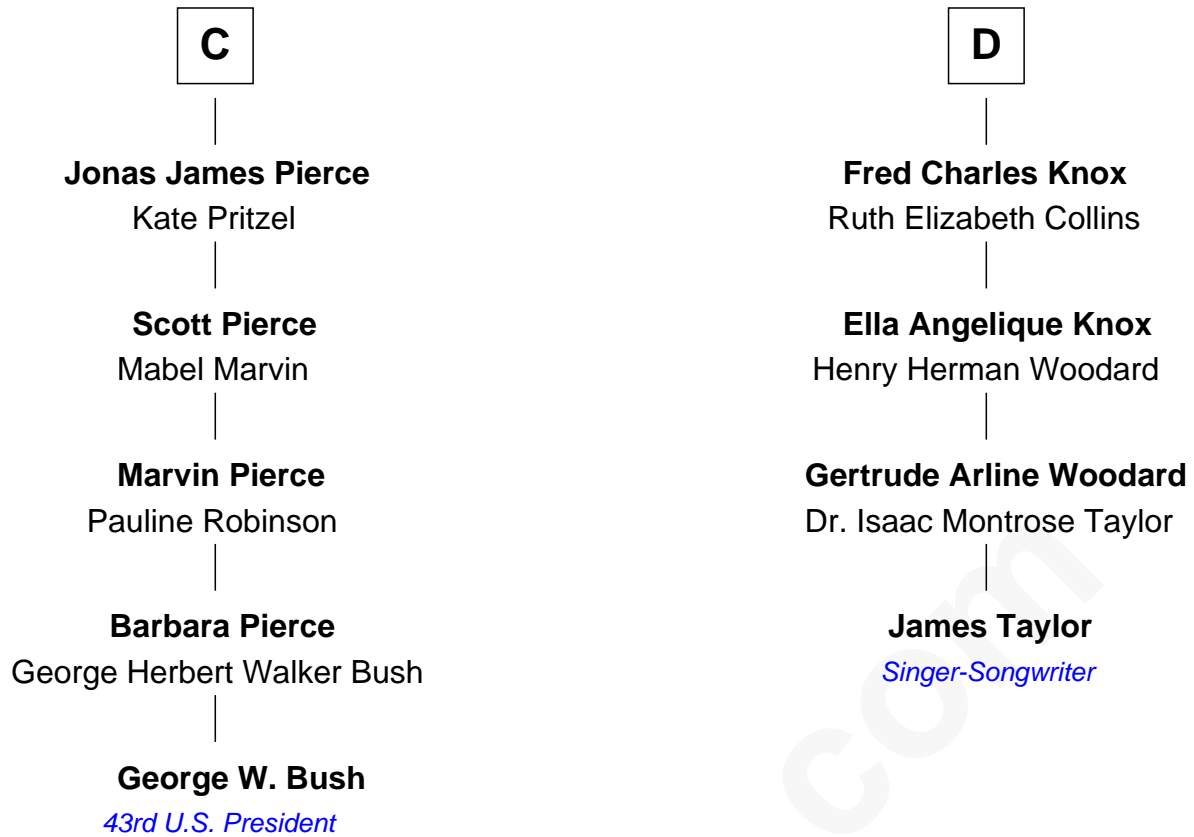 C
Jonas James Pierce
Kate Pritzel
Scott Pierce
Mabel Marvin
Marvin Pierce
Pauline Robinson
Barbara Pierce
George Herbert Walker Bush
George W. Bush
43rd U.S. President
D
Fred Charles Knox
Ruth Elizabeth Collins
Ella Angelique Knox
Henry Herman Woodard
Gertrude Arline Woodard
Dr. Isaac Montrose Taylor
James Taylor
Singer-Songwriter
com